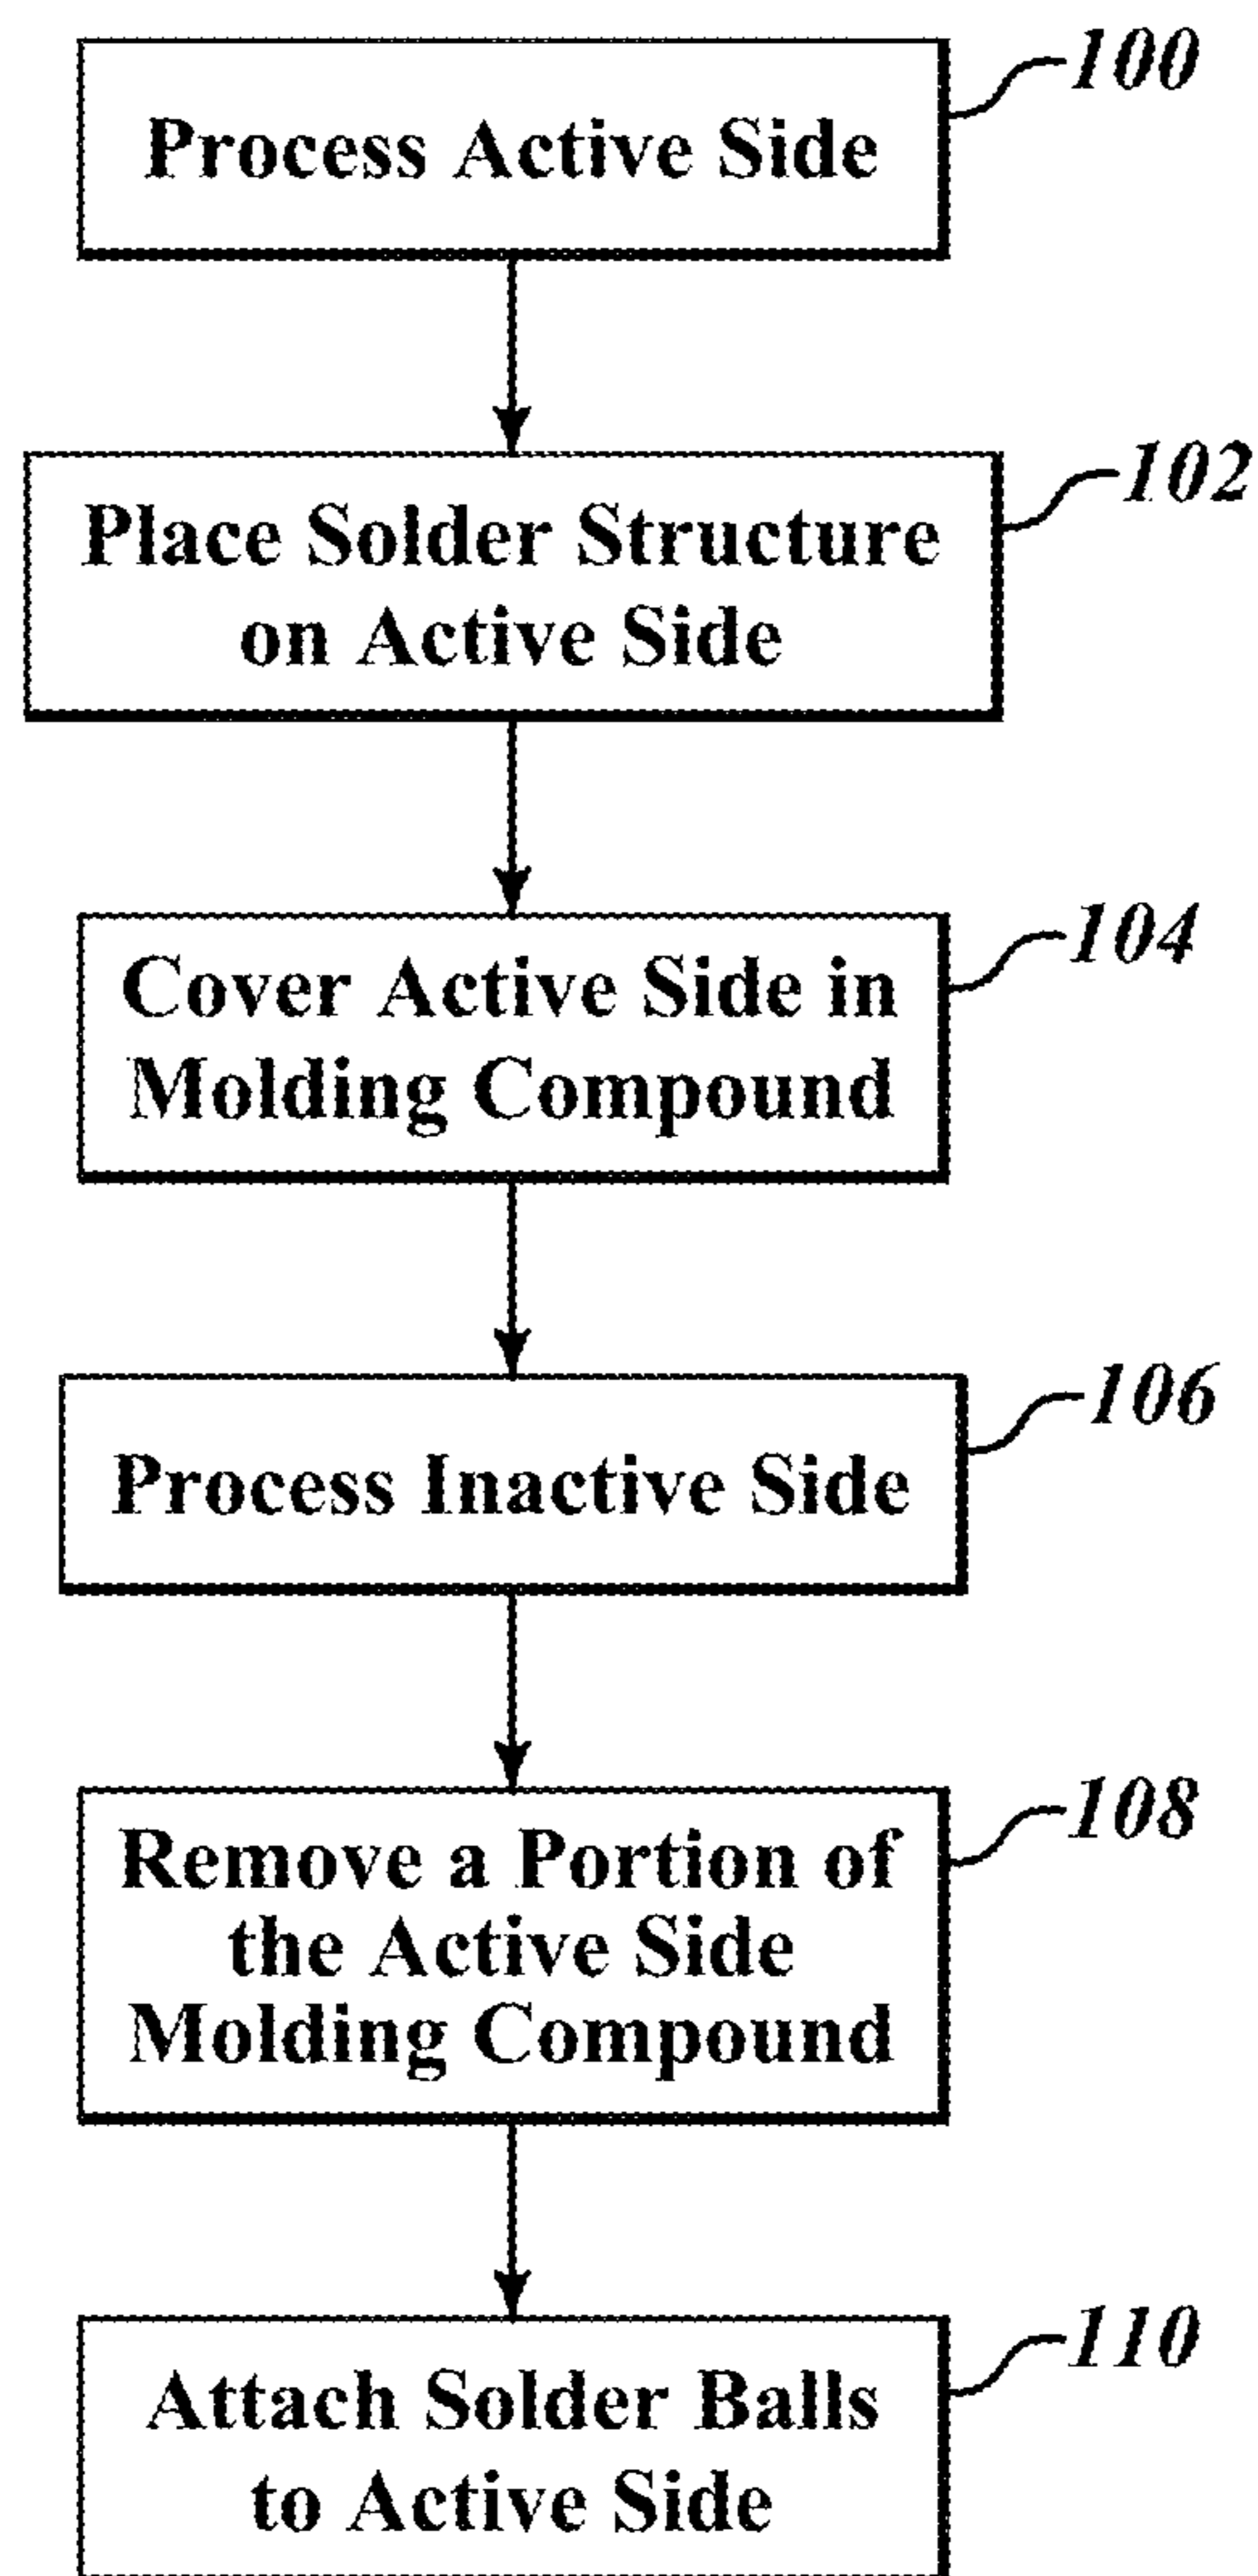 100
Process Active Side
102
Place Solder Structure
on Active Side
104
Cover Active Side in
Molding Compound
106
Process Inactive Side
108
Remove a Portion of
the Active Side
Molding Compound
110
Attach Solder Balls
to Active Side